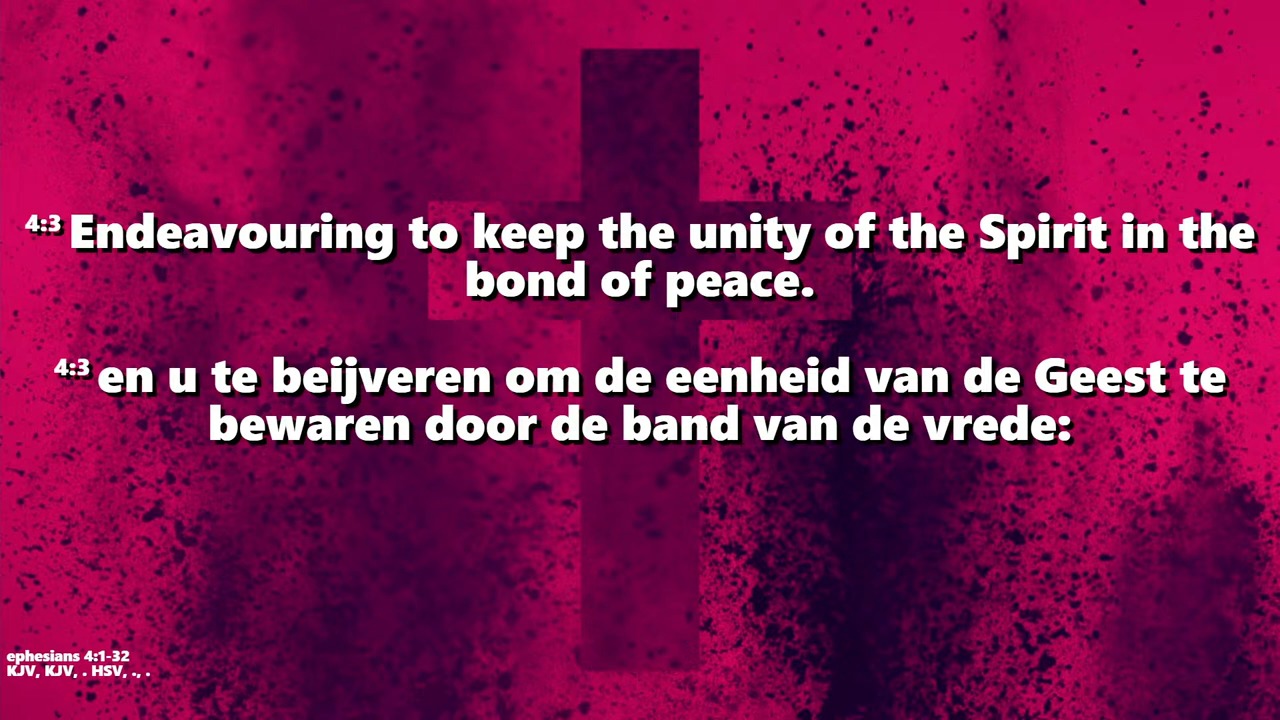 4:3 Endeavouring to keep the unity of the Spirit in the
bond of peace.
4:3 en u te beijveren om de eenheid van de Geest te
bewaren door de band van de vrede:
ephesians 4:1-32
KJV, KJV, . HSV, ., .